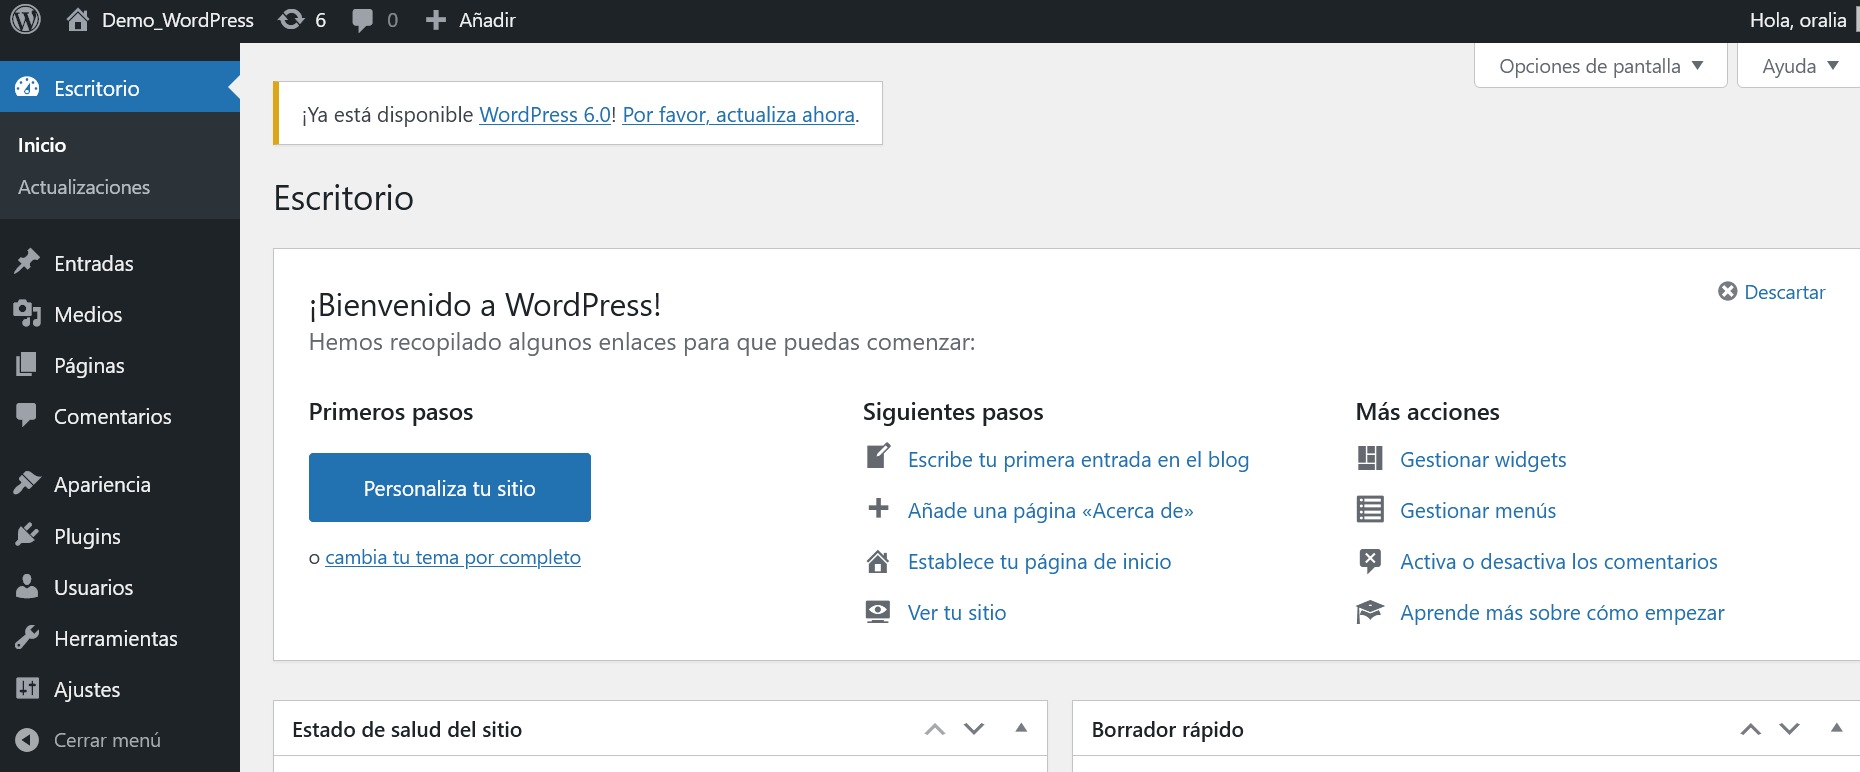 Demo_WordPress 6 0 Añadir Hola, oralia
Opciones de pantalla Ayuda
Escritorio
Inicio
Actualizaciones
Entradas
Medios
Páginas
Comentarios
Apariencia
Plugins
Usuarios
Herramientas
Ajustes
Cerrar menú
¡Ya está disponible WordPress 6.0! Por favor, actualiza ahora.
Escritorio
¡Bienvenido a WordPress!
Descartar
Hemos recopilado algunos enlaces para que puedas comenzar:
Primeros pasos
Personaliza tu sitio
o cambia tu tema por completo
Siguientes pasos
Escribe tu primera entrada en el blog
Añade una página «Acerca de»
Establece tu página de inicio
Ver tu sitio
Más acciones
Gestionar widgets
Gestionar menús
Activa o desactiva los comentarios
Aprende más sobre cómo empezar
Estado de salud del sitio
Borrador rápido